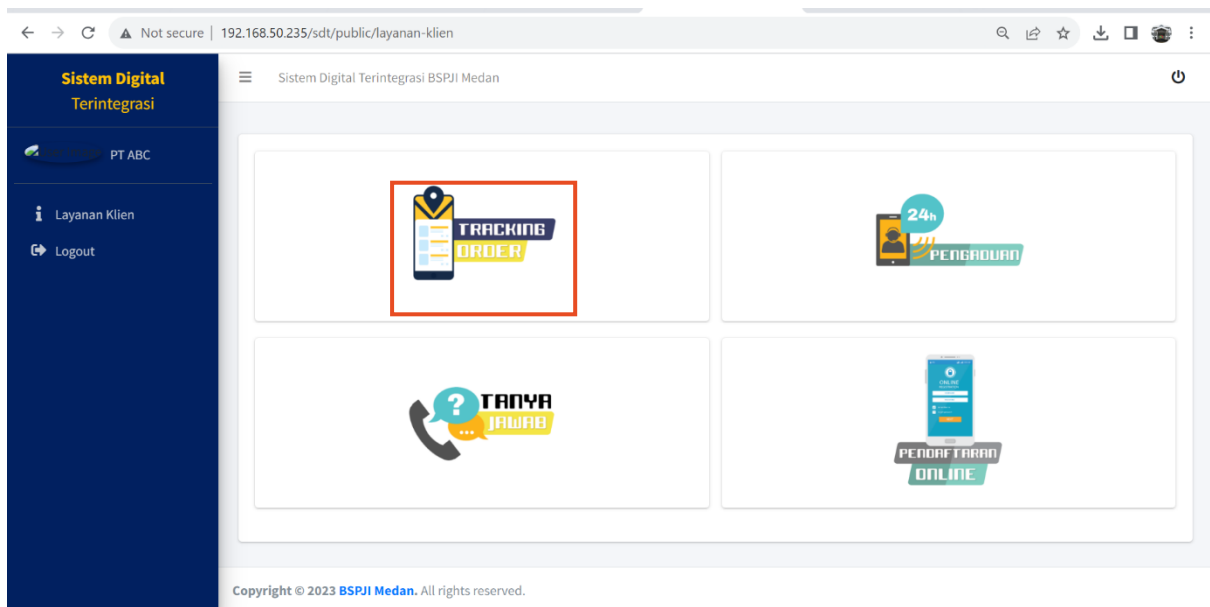 Not secure | 192.168.50.235/sdt/public/layanan-klien
Sistem Digital
Terintegrasi
Sistem Digital Terintegrasi BSPJI Medan
PT ABC
Layanan Klien
Logout
TRACKING
ORDER
24h
PENGADUAN
?
TANYA
...
JAWAB
ONLINE
PENDAFTARAN
ONLINE
Copyright © 2023 BSPJI Medan. All rights reserved.